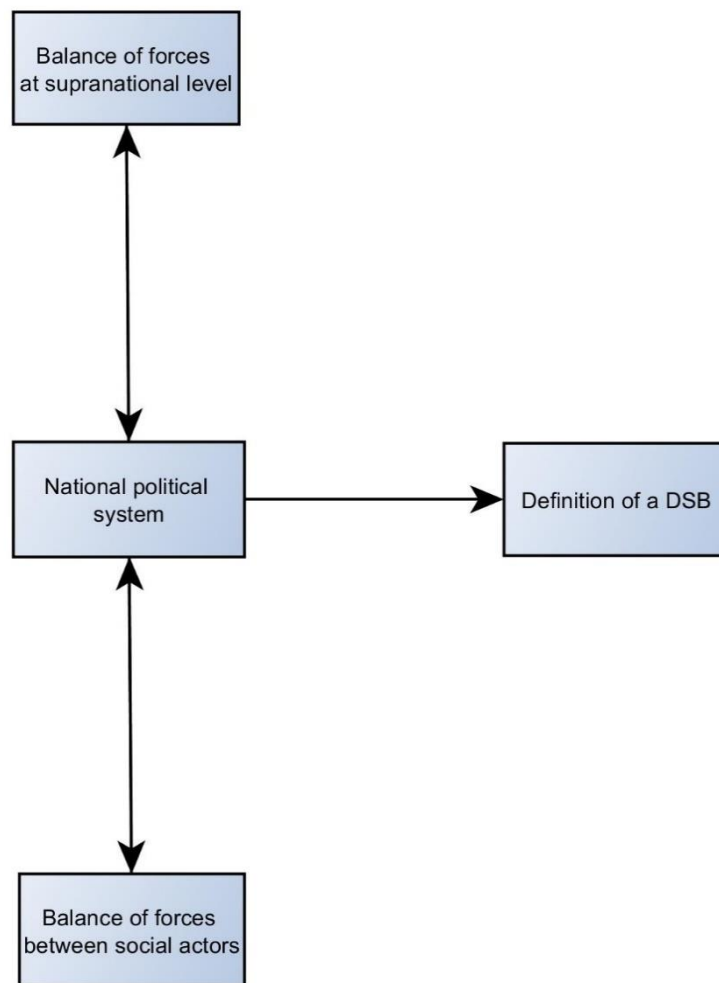 Balance of forces
at supranational level
National political
system
Definition of a DSB
Balance of forces
between social actors